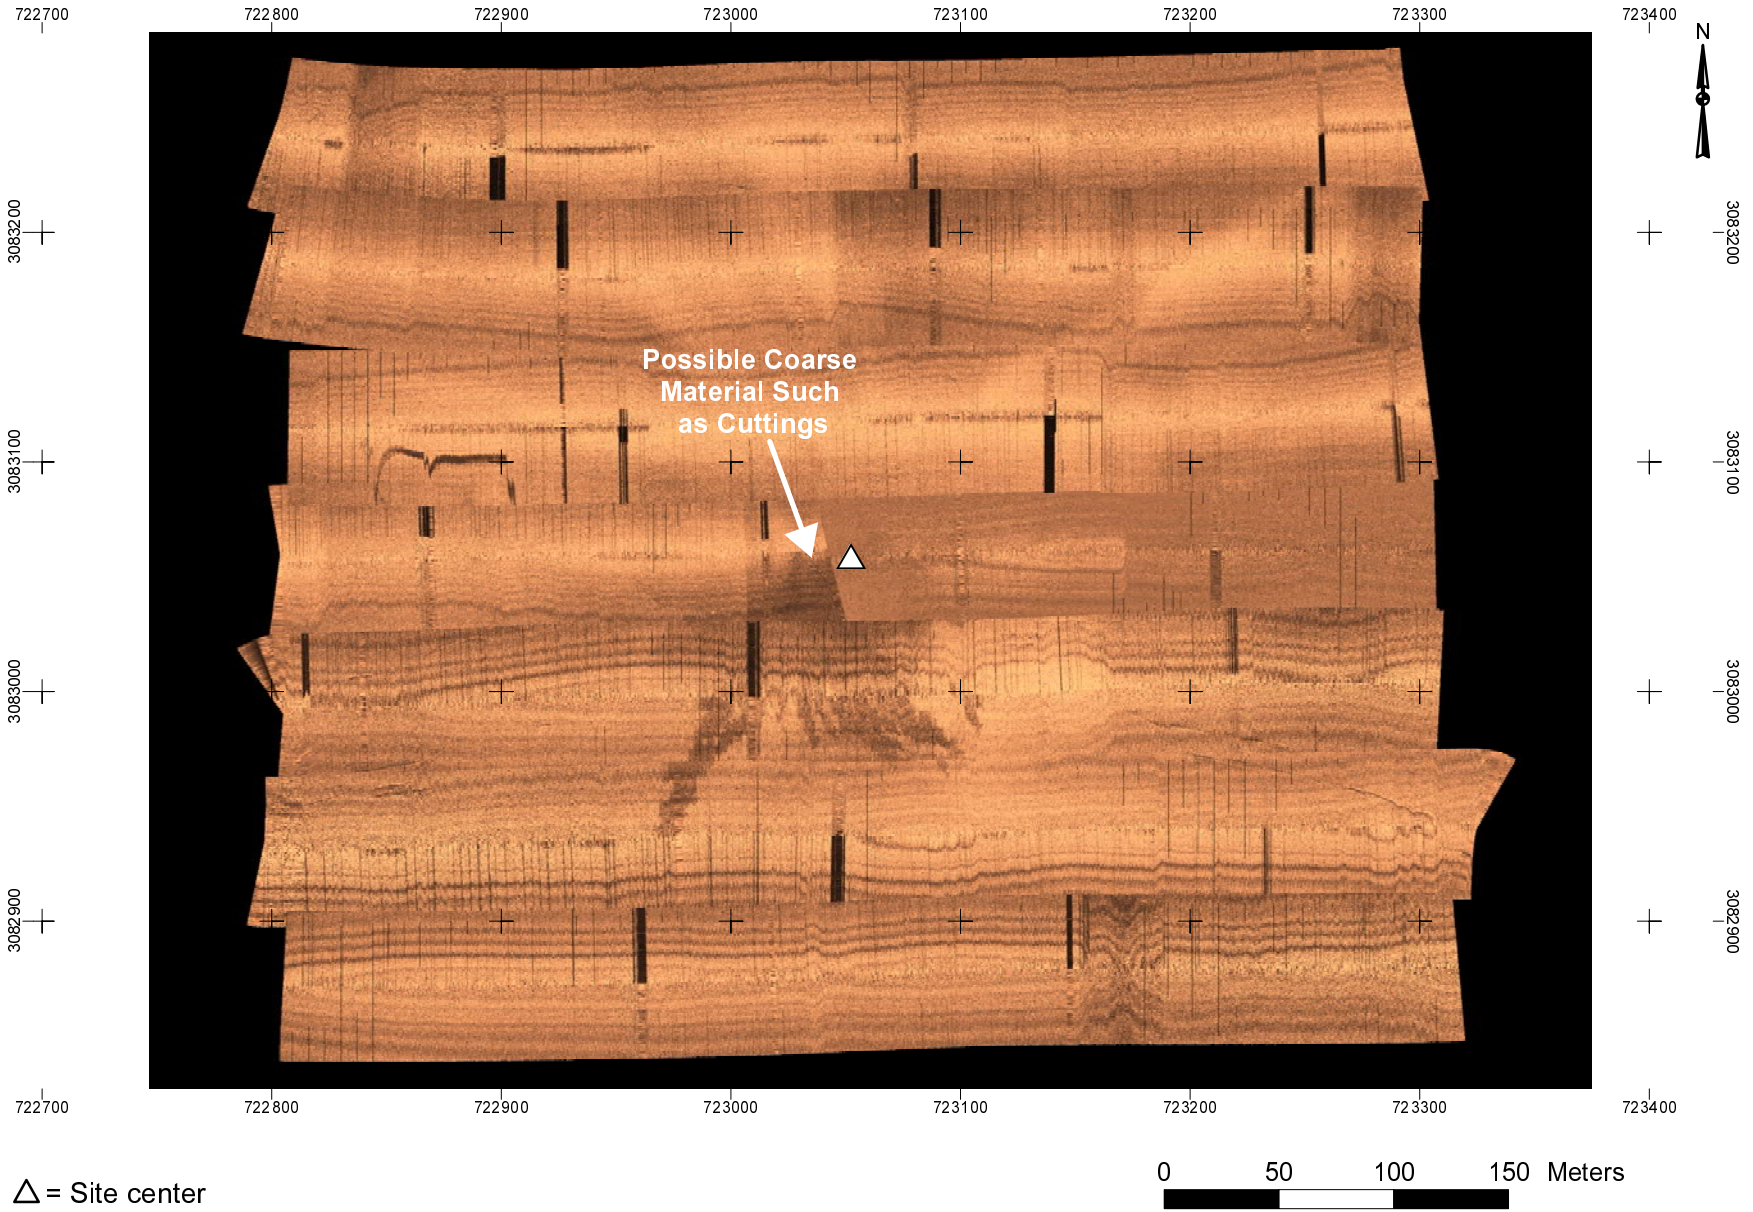 722700 722800 722900 723000 723100 723200 723300 723400
N
3083200 3083200
Possible Coarse
Material Such
as Cuttings
3083100 3083100
3083000 3083000
3082900 3082900
722700 722800 722900 723000 723100 723200 723300 723400
0 50 100 150 Meters
= Site center